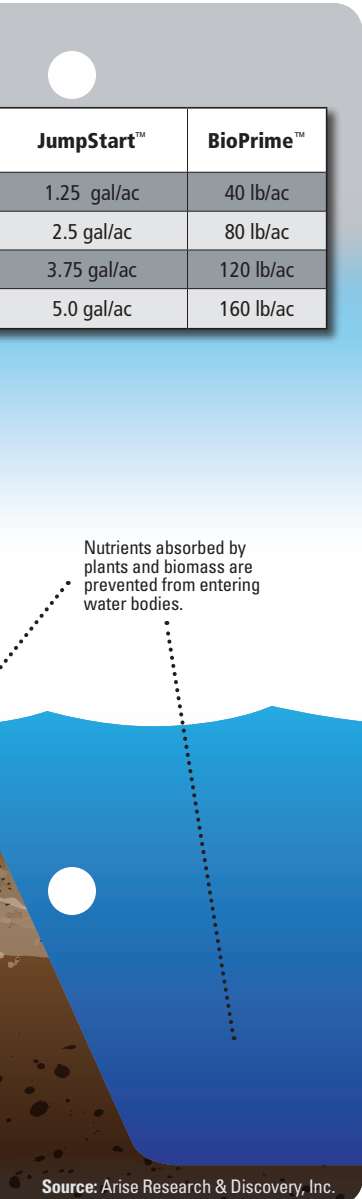 JumpStart™ BioPrime™
1.25 gal/ac 40 lb/ac
2.5 gal/ac 80 lb/ac
3.75 gal/ac 120 lb/ac
5.0 gal/ac 160 lb/ac
Nutrients absorbed by
plants and biomass are
prevented from entering
water bodies.
Source: Arise Research & Discovery, Inc.